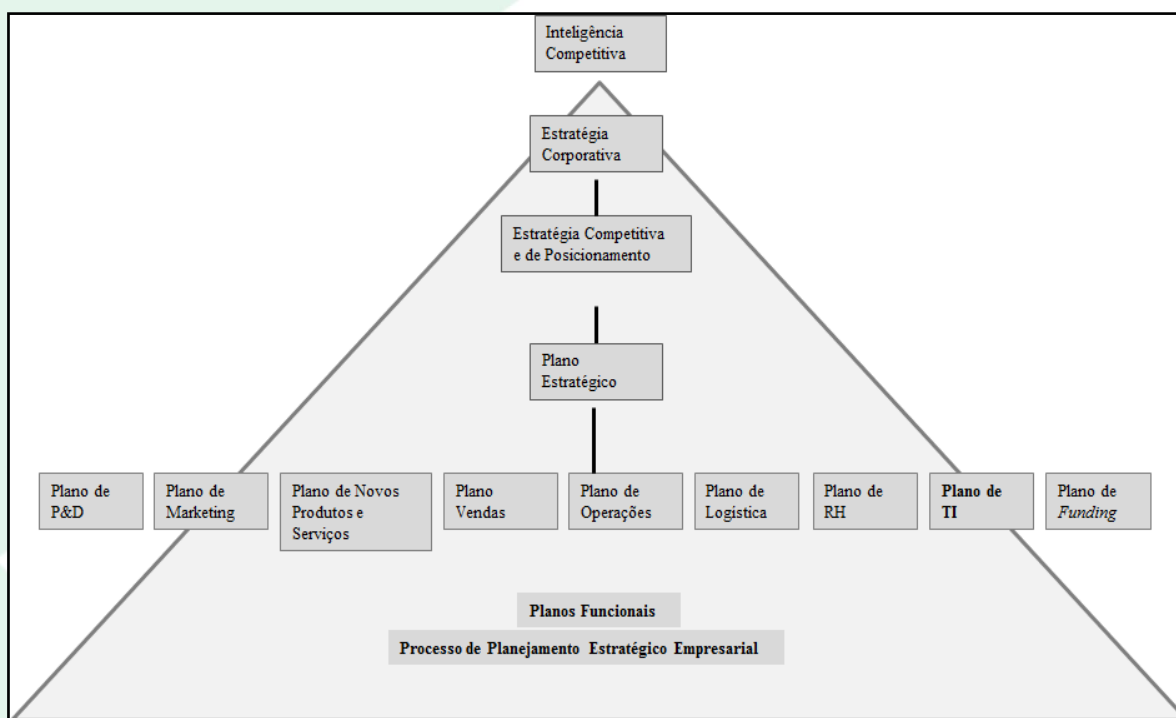 Inteligência
Competitiva
Estratégia
Corporativa
Estratégia Competitiva
e de Posicionamento
Plano
Estratégico
Plano de
P&D
Plano de
Marketing
Plano de Novos
Produtos e
Serviços
Plano
Vendas
Plano de
Operações
Plano de
Logistica
Plano de
RH
Plano de
TI
Plano de
Funding
Planos Funcionais
Processo de Planejamento Estratégico Empresarial